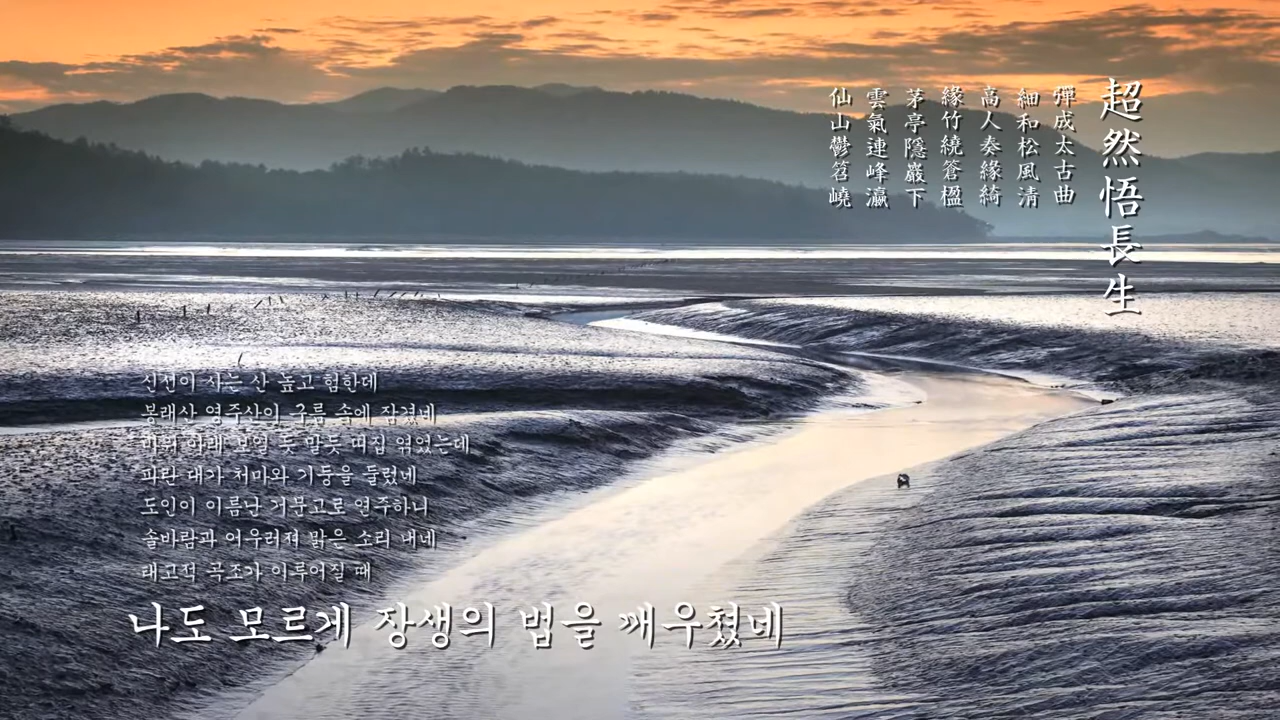 仙山鬱笤嶢
雲氣連峰瀛
茅亭隱巖下
緣竹繞篬楹
高人奏緣綺
細和松風清
彈成太古曲
超然悟長生
신선이 사는 산 높고 험한데
봉래산 영주산이 구름 속에 잠겼네
바위 아래 보일 듯 말듯 띠집 엮었는데
파란 대가 처마와 기둥을 둘렀네
도인이 이름난 거문고로 연주하니
솔바람과 어우러져 맑은 소리 내네
태고적 곡조가 이루어질 때
나도 모르게 장생의 법을 깨우쳤네